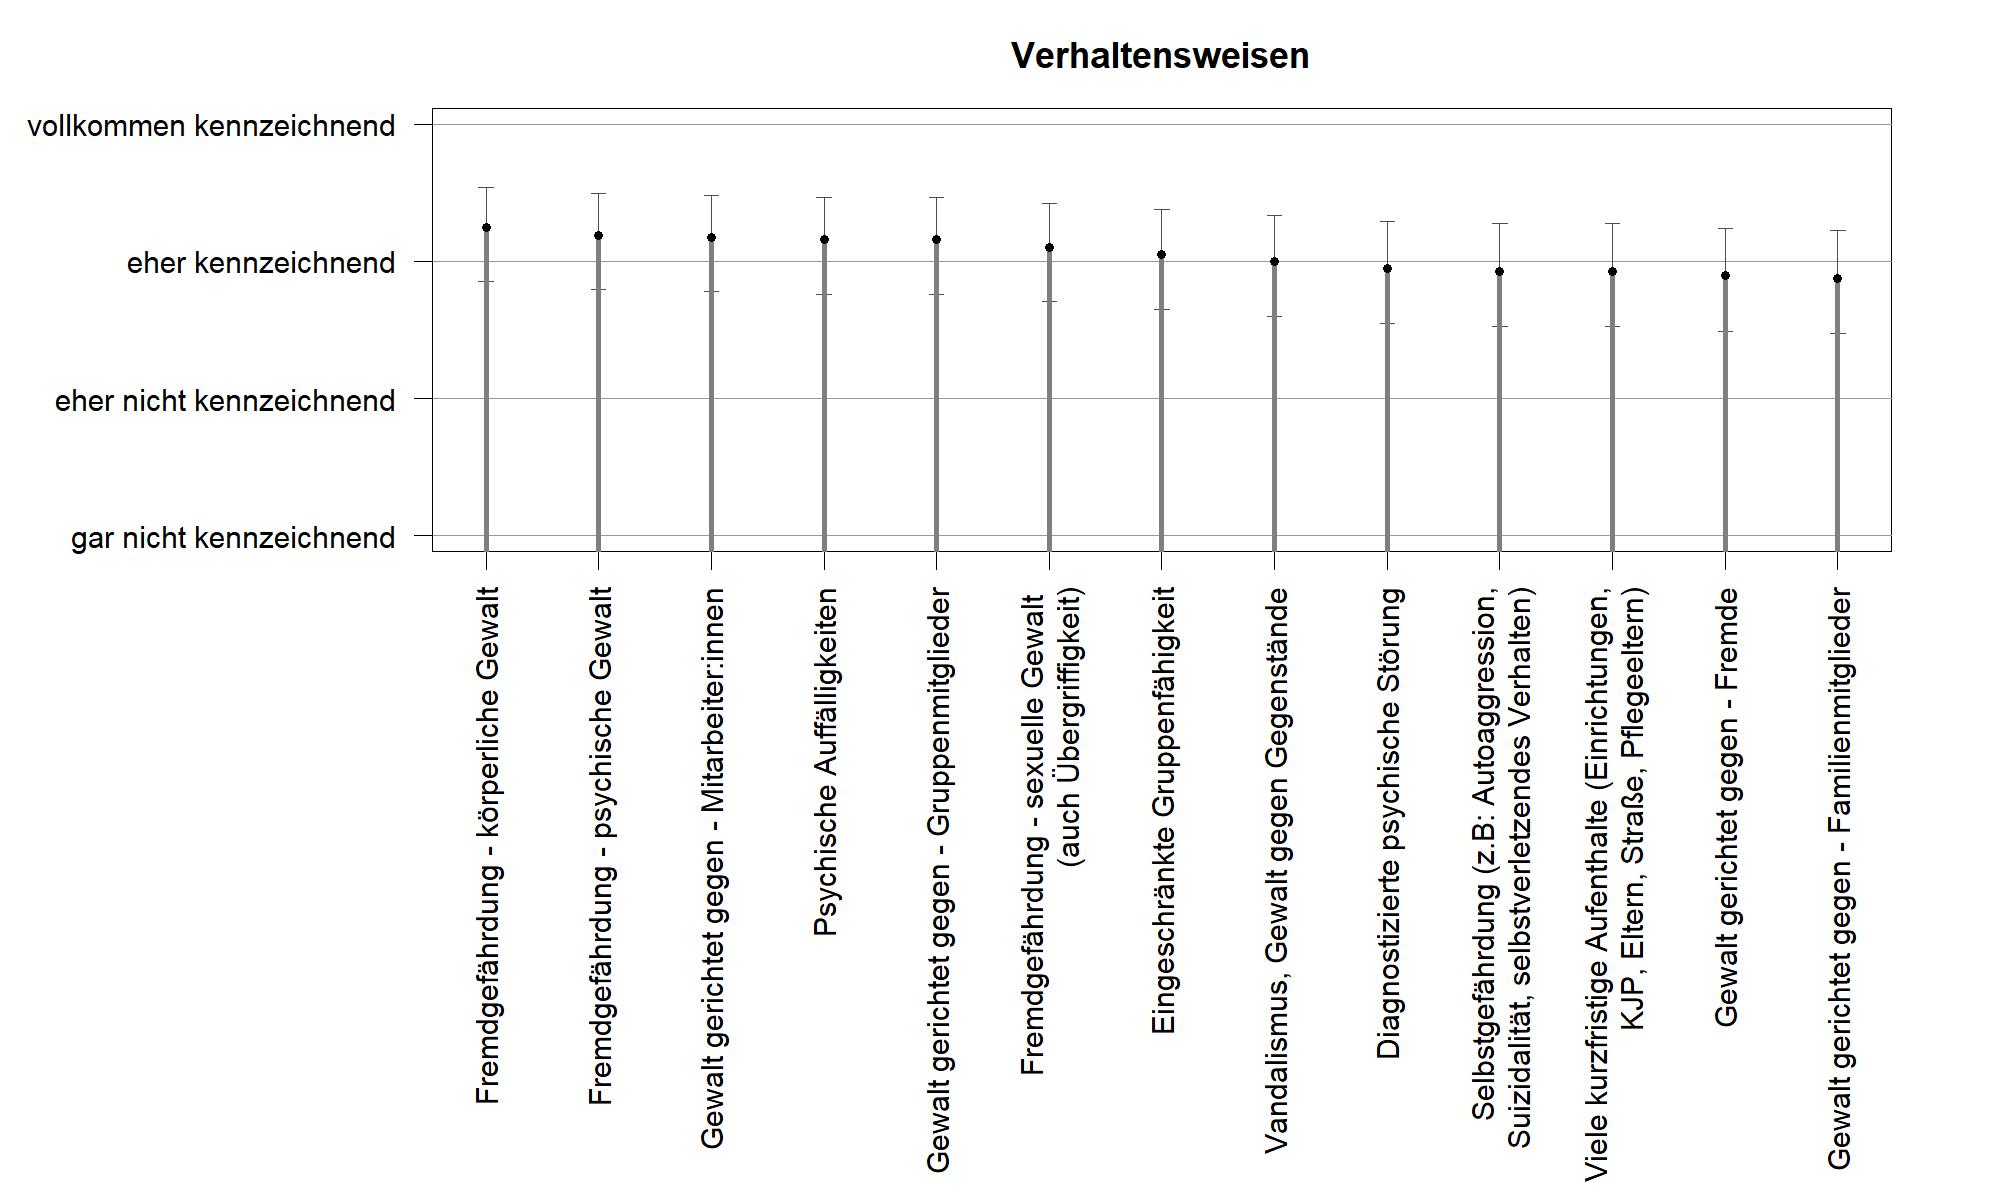 Verhaltensweisen
vollkommen kennzeichnend
eher kennzeichnend
eher nicht kennzeichnend
gar nicht kennzeichnend
Fremdgefährdung - körperliche Gewalt
Fremdgefährdung - psychische Gewalt
Gewalt gerichtet gegen - Mitarbeiter:innen
Psychische Auffälligkeiten
Gewalt gerichtet gegen - Gruppenmitglieder
Fremdgefährdung - sexuelle Gewalt
(auch Übergriffigkeit)
Eingeschränkte Gruppenfähigkeit
Vandalismus, Gewalt gegen Gegenstände
Diagnostizierte psychische Störung
Selbstgefährdung (z.B: Autoaggression,
Suizidalität, selbstverletzendes Verhalten)
Viele kurzfristige Aufenthalte (Einrichtungen,
KJP, Eltern, Straße, Pflegeeltern)
Gewalt gerichtet gegen - Fremde
Gewalt gerichtet gegen - Familienmitglieder